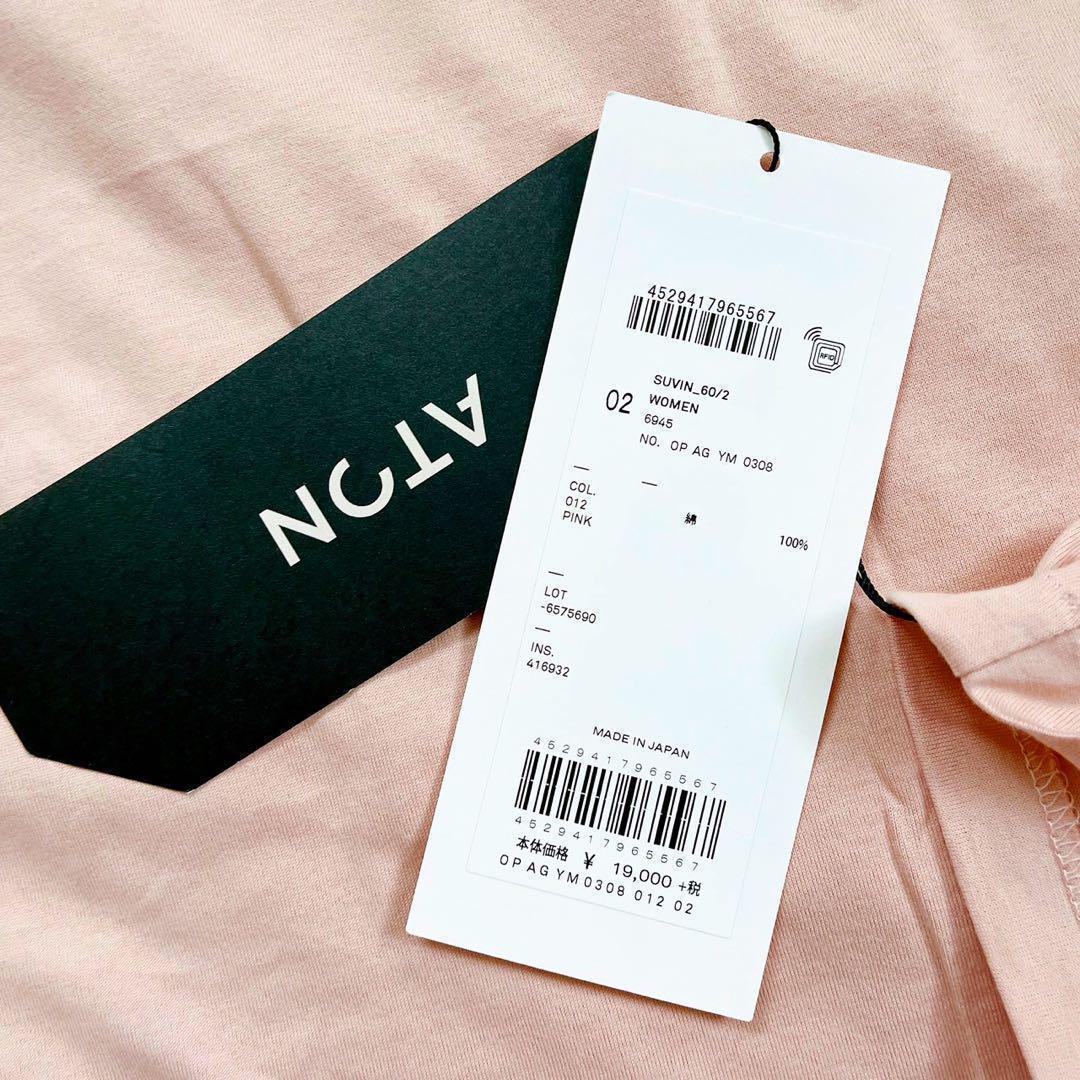 ATON
4529417965567
RFID
02
SUVIN_60/2
WOMEN
6945
NO. OP AG YM 0308
COL.
012
PINK
綿 100%
LOT
-6575690
INS.
416932
MADE IN JAPAN
4529417965567
4529417965567
本体価格 ¥ 19,000 +税
OP AG YM0308 012 02